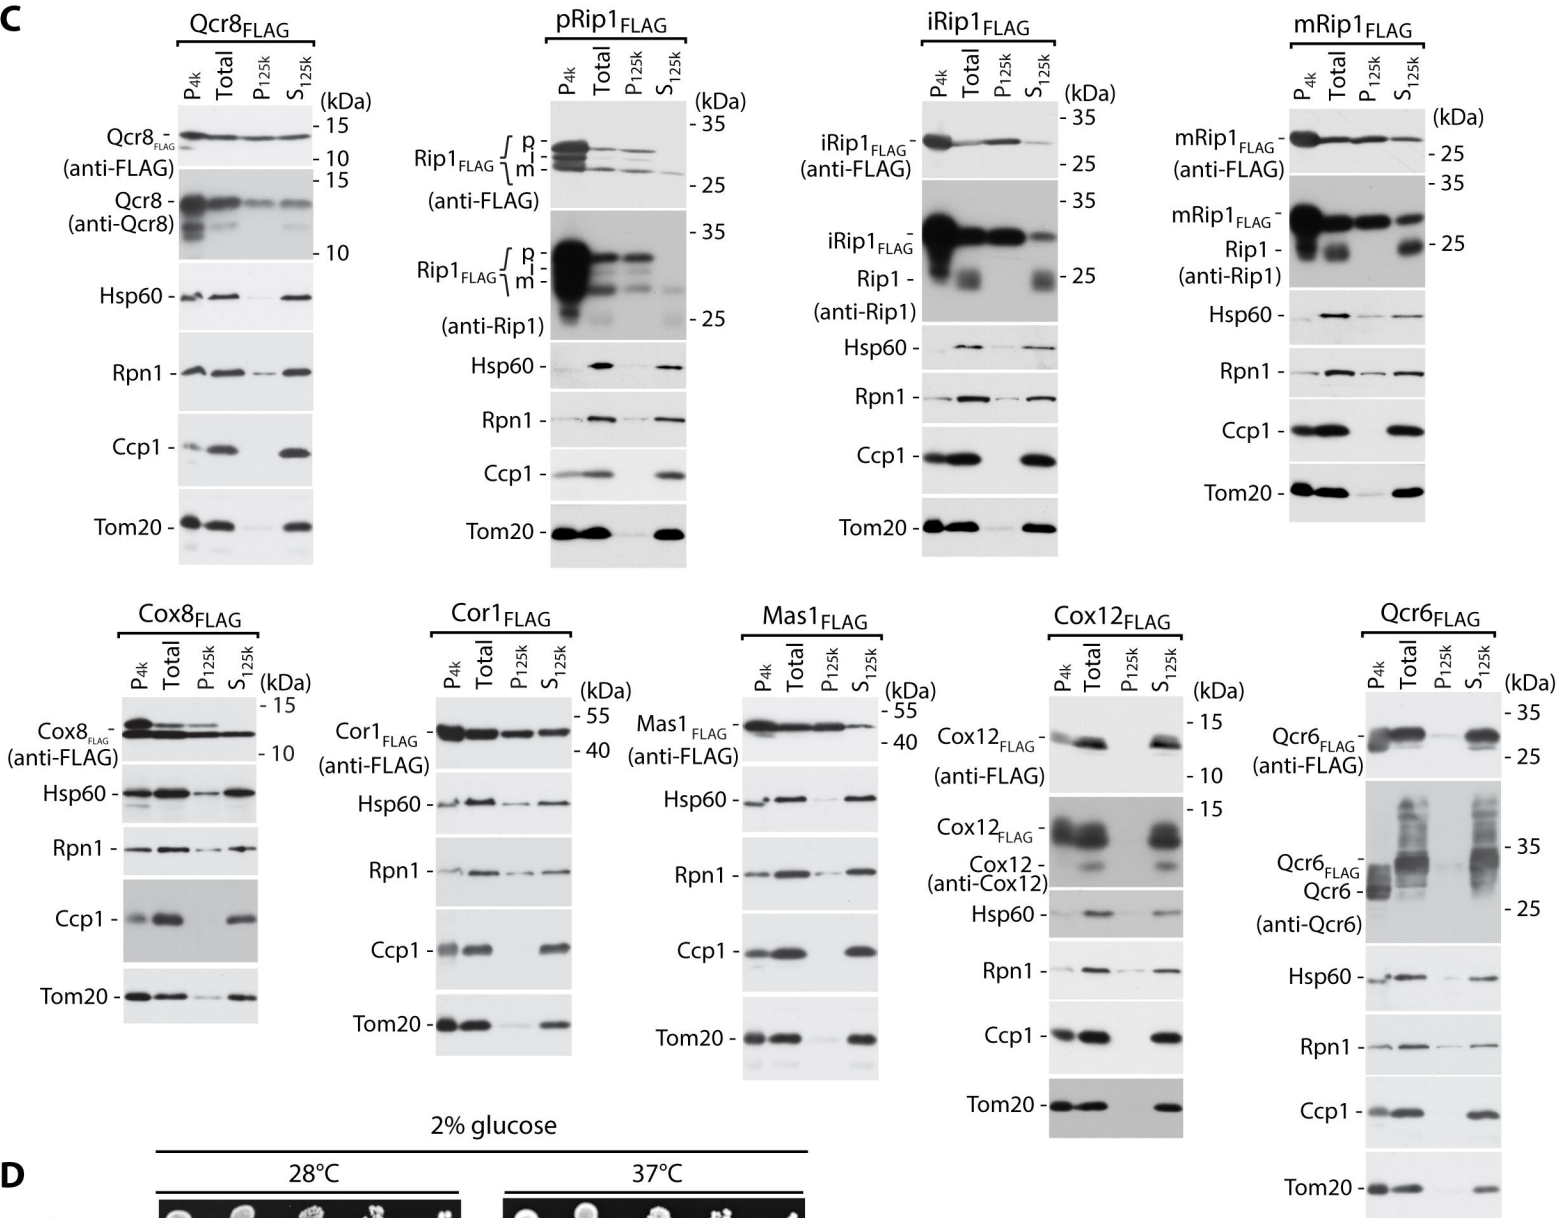 C
Qcr8FLAG
P4k Total P125k S125k
(kDa)
Qcr8FLAG -
(anti-FLAG)
- 15
- 10
Qcr8 -
(anti-Qcr8)
- 15
- 10
Hsp60 -
Rpn1 -
Ccp1 -
Tom20 -
pRip1FLAG
P4k Total P125k S125k
(kDa)
Rip1FLAG
p -
i -
m -
(anti-FLAG)
- 35
- 25
Rip1FLAG
p -
i -
m -
(anti-Rip1)
- 35
- 25
Hsp60 -
Rpn1 -
Ccp1 -
Tom20 -
iRip1FLAG
P4k Total P125k S125k
(kDa)
iRip1FLAG -
(anti-FLAG)
- 35
- 25
iRip1FLAG -
Rip1 -
(anti-Rip1)
- 35
- 25
Hsp60 -
Rpn1 -
Ccp1 -
Tom20 -
mRip1FLAG
P4k Total P125k S125k
(kDa)
mRip1FLAG -
(anti-FLAG)
- 25
mRip1FLAG -
Rip1 -
(anti-Rip1)
- 35
- 25
Hsp60 -
Rpn1 -
Ccp1 -
Tom20 -
Cox8FLAG
P4k Total P125k S125k
(kDa)
Cox8FLAG -
(anti-FLAG)
- 15
- 10
Hsp60 -
Rpn1 -
Ccp1 -
Tom20 -
Cor1FLAG
P4k Total P125k S125k
(kDa)
Cor1FLAG -
(anti-FLAG)
- 55
- 40
Hsp60 -
Rpn1 -
Ccp1 -
Tom20 -
Mas1FLAG
P4k Total P125k S125k
(kDa)
Mas1FLAG -
(anti-FLAG)
- 55
- 40
Hsp60 -
Rpn1 -
Ccp1 -
Tom20 -
Cox12FLAG
P4k Total P125k S125k
(kDa)
Cox12FLAG -
(anti-FLAG)
- 15
- 10
Cox12FLAG -
Cox12 -
(anti-Cox12)
- 15
Hsp60 -
Rpn1 -
Ccp1 -
Tom20 -
Qcr6FLAG
P4k Total P125k S125k
(kDa)
Qcr6FLAG -
(anti-FLAG)
- 35
- 25
Qcr6FLAG -
Qcr6 -
(anti-Qcr6)
- 35
- 25
Hsp60 -
Rpn1 -
Ccp1 -
Tom20 -
D
2% glucose
28°C
37°C